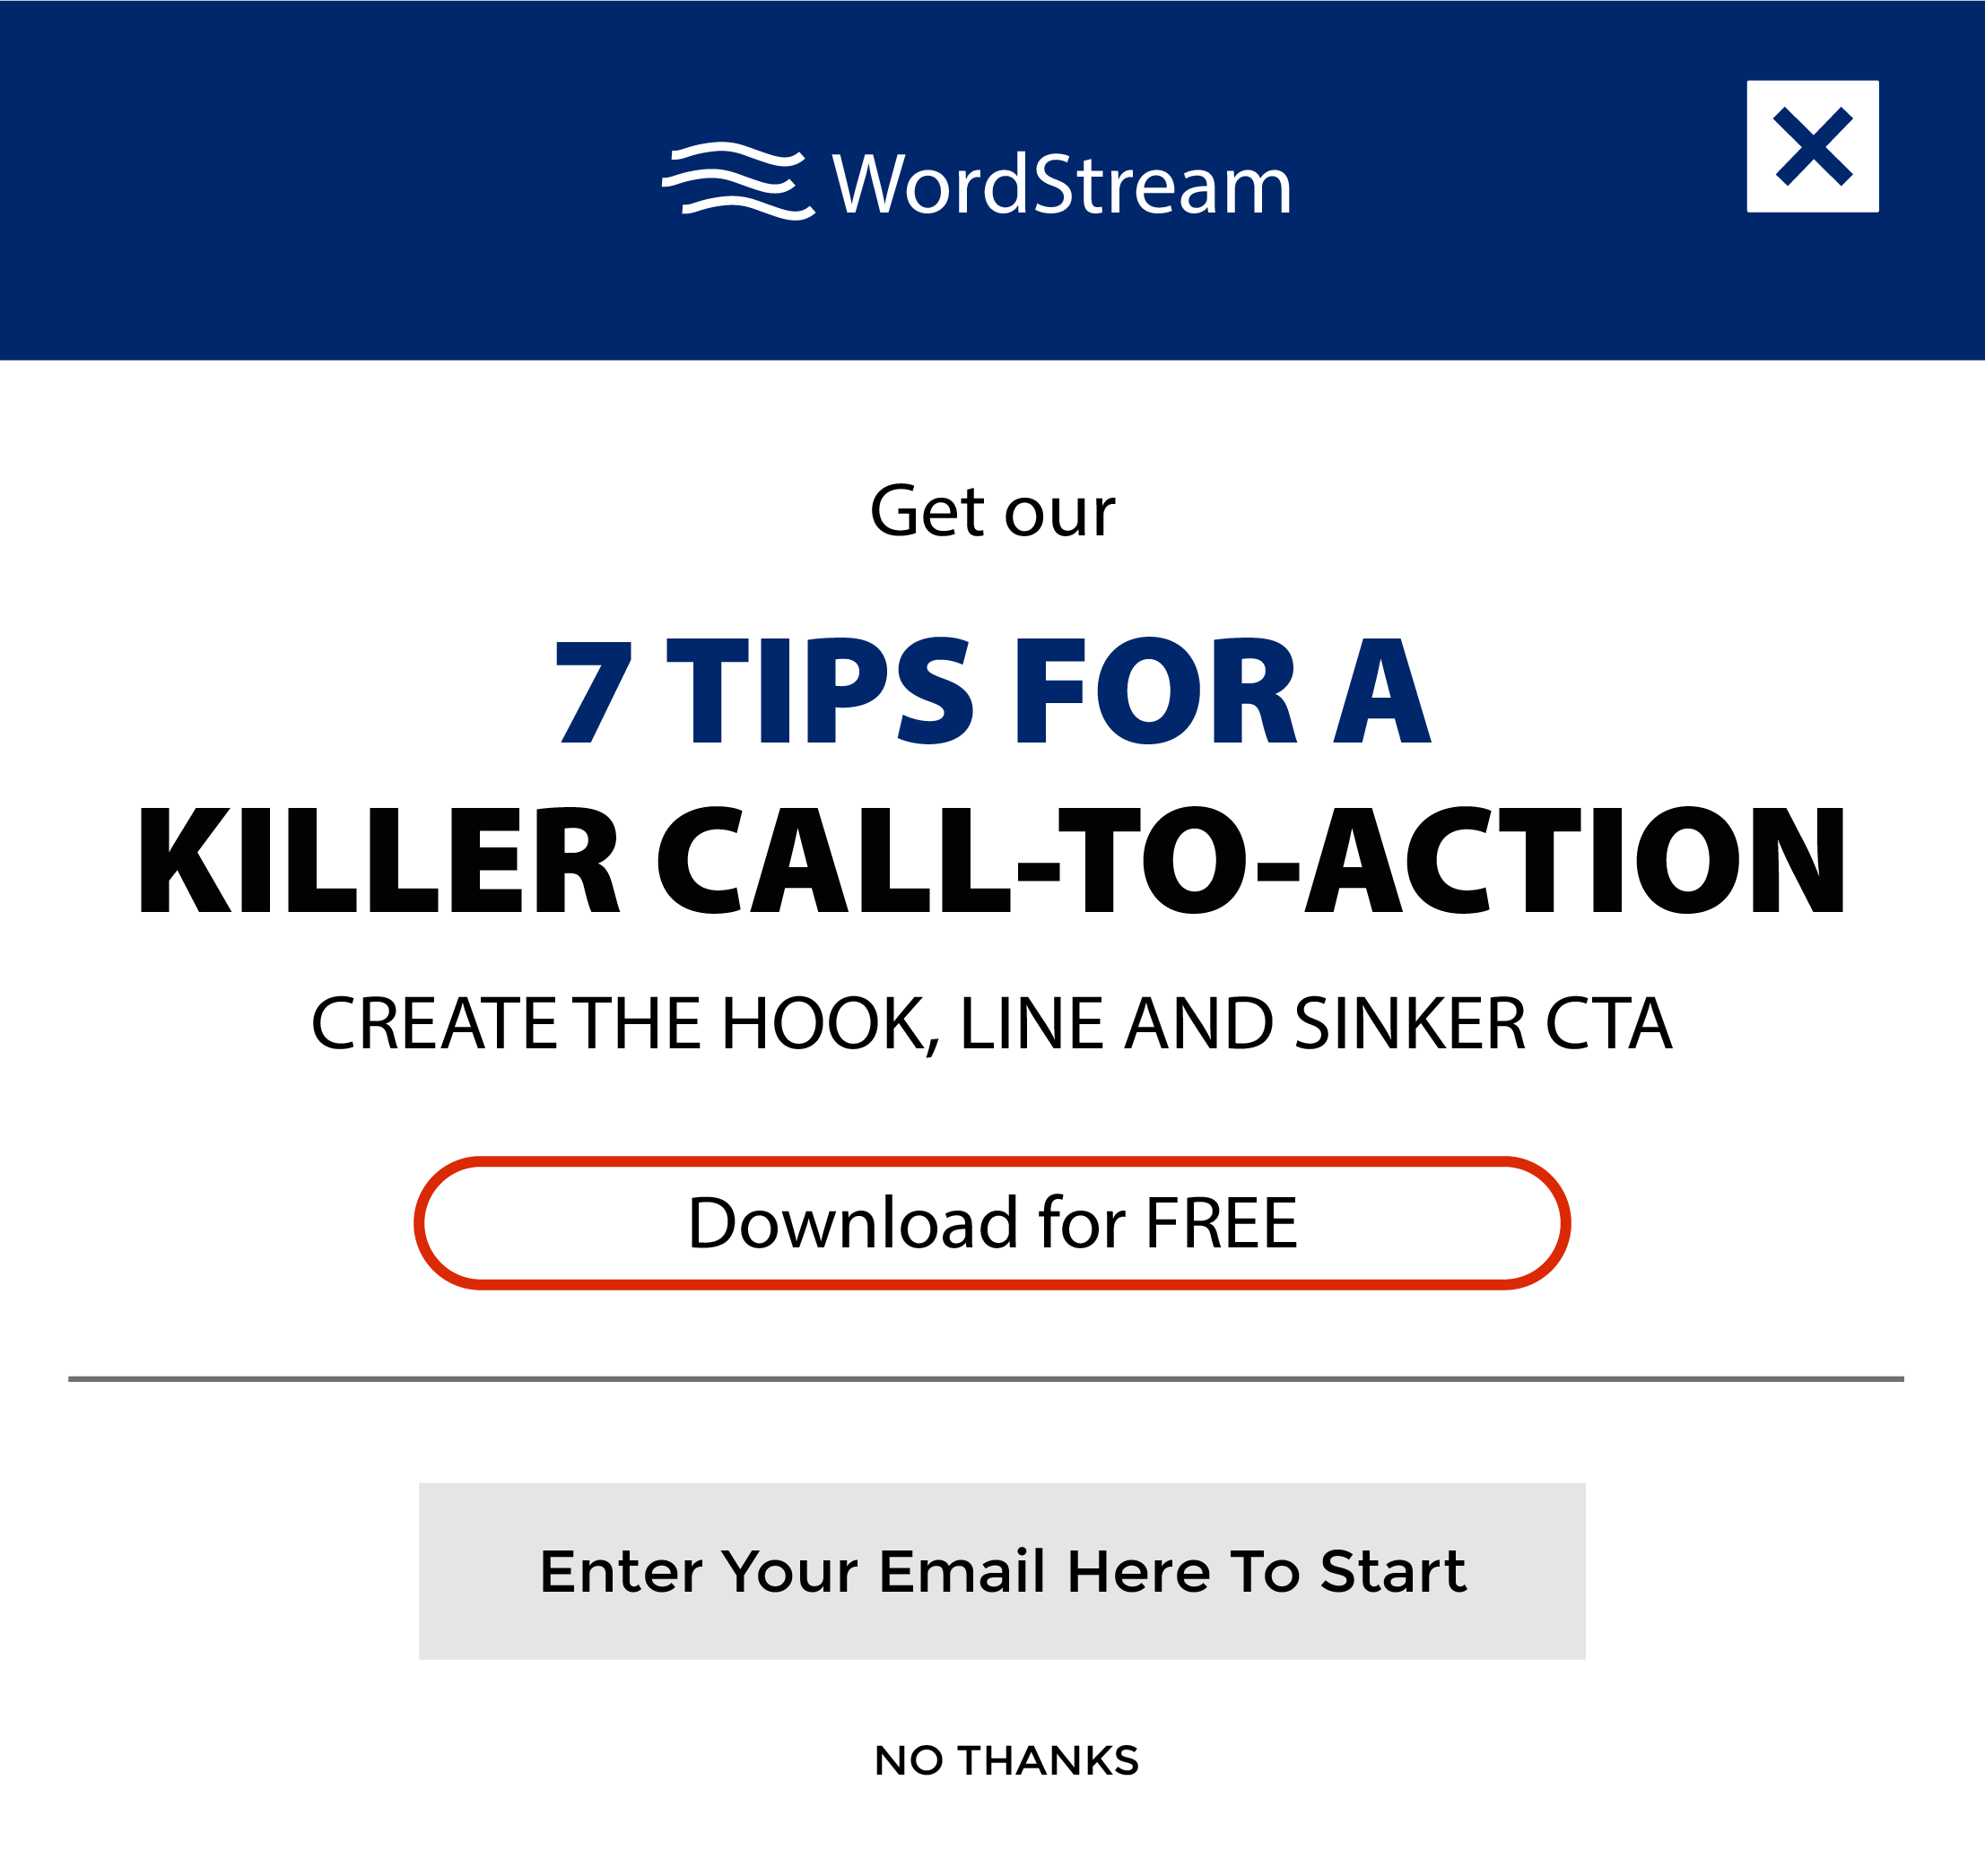 WordStream
Get our
7 TIPS FOR A
KILLER CALL-TO-ACTION
CREATE THE HOOK, LINE AND SINKER CTA
Download for FREE
Enter Your Email Here To Start
NO THANKS